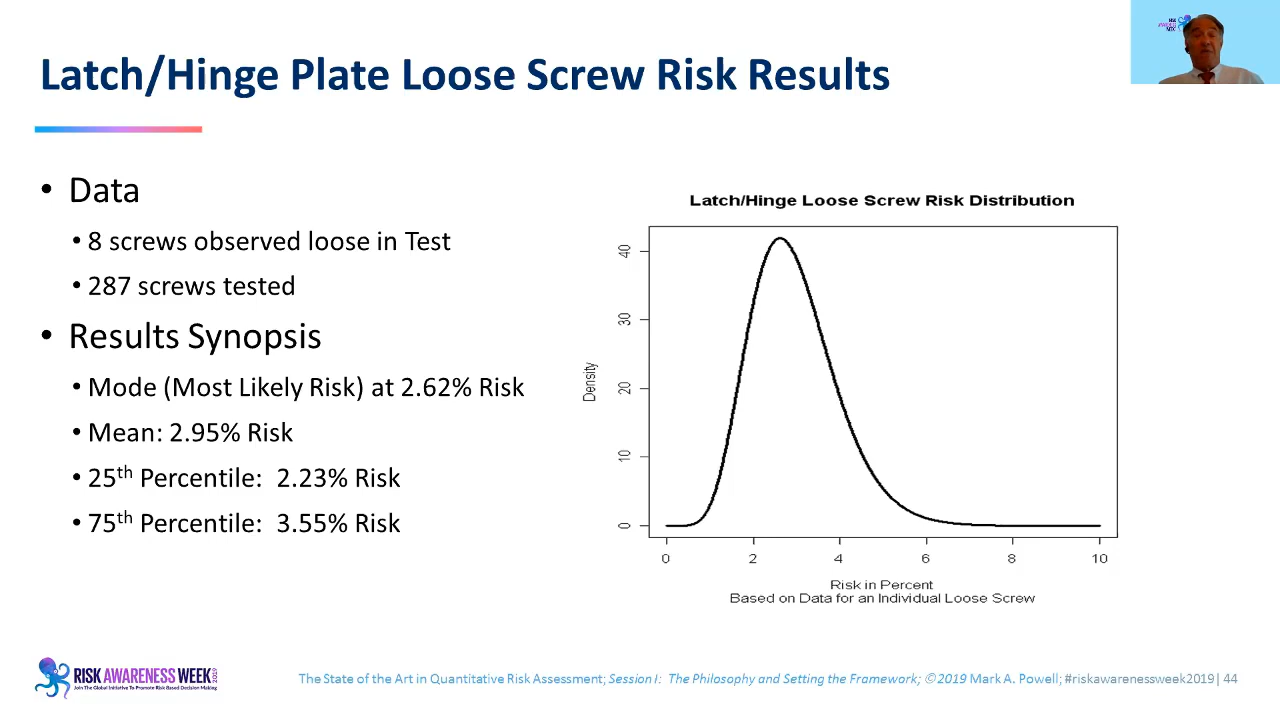 Latch/Hinge Plate Loose Screw Risk Results
• Data
• 8 screws observed loose in Test
• 287 screws tested
• Results Synopsis
• Mode (Most Likely Risk) at 2.62% Risk
• Mean: 2.95% Risk
• 25th Percentile: 2.23% Risk
• 75th Percentile: 3.55% Risk
Latch/Hinge Loose Screw Risk Distribution
Density
40
30
20
10
0
0 2 4 6 8 10
Risk in Percent
Based on Data for an Individual Loose Screw
RISK AWARENESS WEEK 2019
Join The Global Initiative To Promote Risk Based Decision Making
The State of the Art in Quantitative Risk Assessment; Session I: The Philosophy and Setting the Framework; ©2019 Mark A. Powell; #riskawarenessweek2019| 44